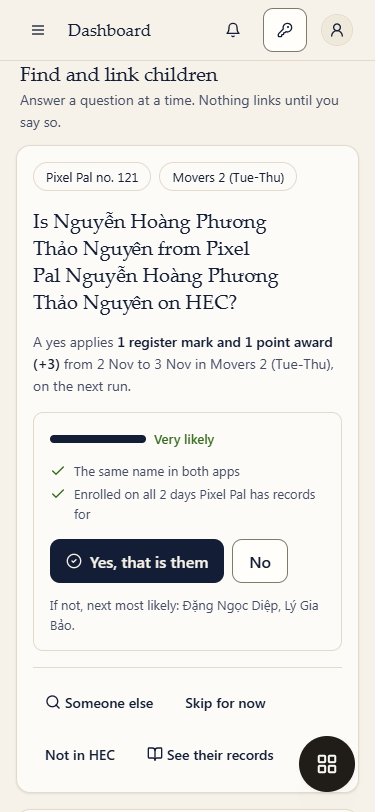 Dashboard
Find and link children
Answer a question at a time. Nothing links until you
say so.
Pixel Pal no. 121
Movers 2 (Tue-Thu)
Is Nguyễn Hoàng Phương
Thảo Nguyên from Pixel
Pal Nguyễn Hoàng Phương
Thảo Nguyên on HEC?
A yes applies 1 register mark and 1 point award
(+3) from 2 Nov to 3 Nov in Movers 2 (Tue-Thu),
on the next run.
Very likely
The same name in both apps
Enrolled on all 2 days Pixel Pal has records
for
Yes, that is them
No
If not, next most likely: Đặng Ngọc Diệp, Lý Gia
Bảo.
Someone else
Skip for now
Not in HEC
See their records